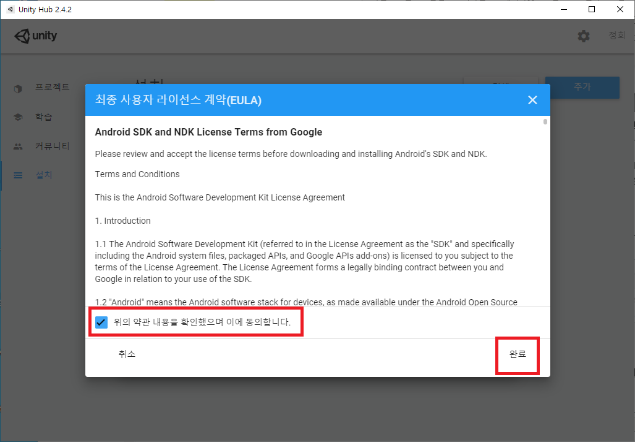 Unity Hub 2.4.2
unity
정회
프로젝트
학습
커뮤니티
설치
추가
최종 사용자 라이선스 계약(EULA)
Android SDK and NDK License Terms from Google
Please review and accept the license terms before downloading and installing Android's SDK and NDK.
Terms and Conditions
This is the Android Software Development Kit License Agreement
1. Introduction
1.1 The Android Software Development Kit (referred to in the License Agreement as the "SDK" and specifically
including the Android system files, packaged APIs, and Google APIs add-ons) is licensed to you subject to the
terms of the License Agreement. The License Agreement forms a legally binding contract between you and
Google in relation to your use of the SDK.
1.2 "Android" means the Android software stack for devices, as made available under the Android Open Source
위의 약관 내용을 확인했으며 이에 동의합니다.
취소
완료